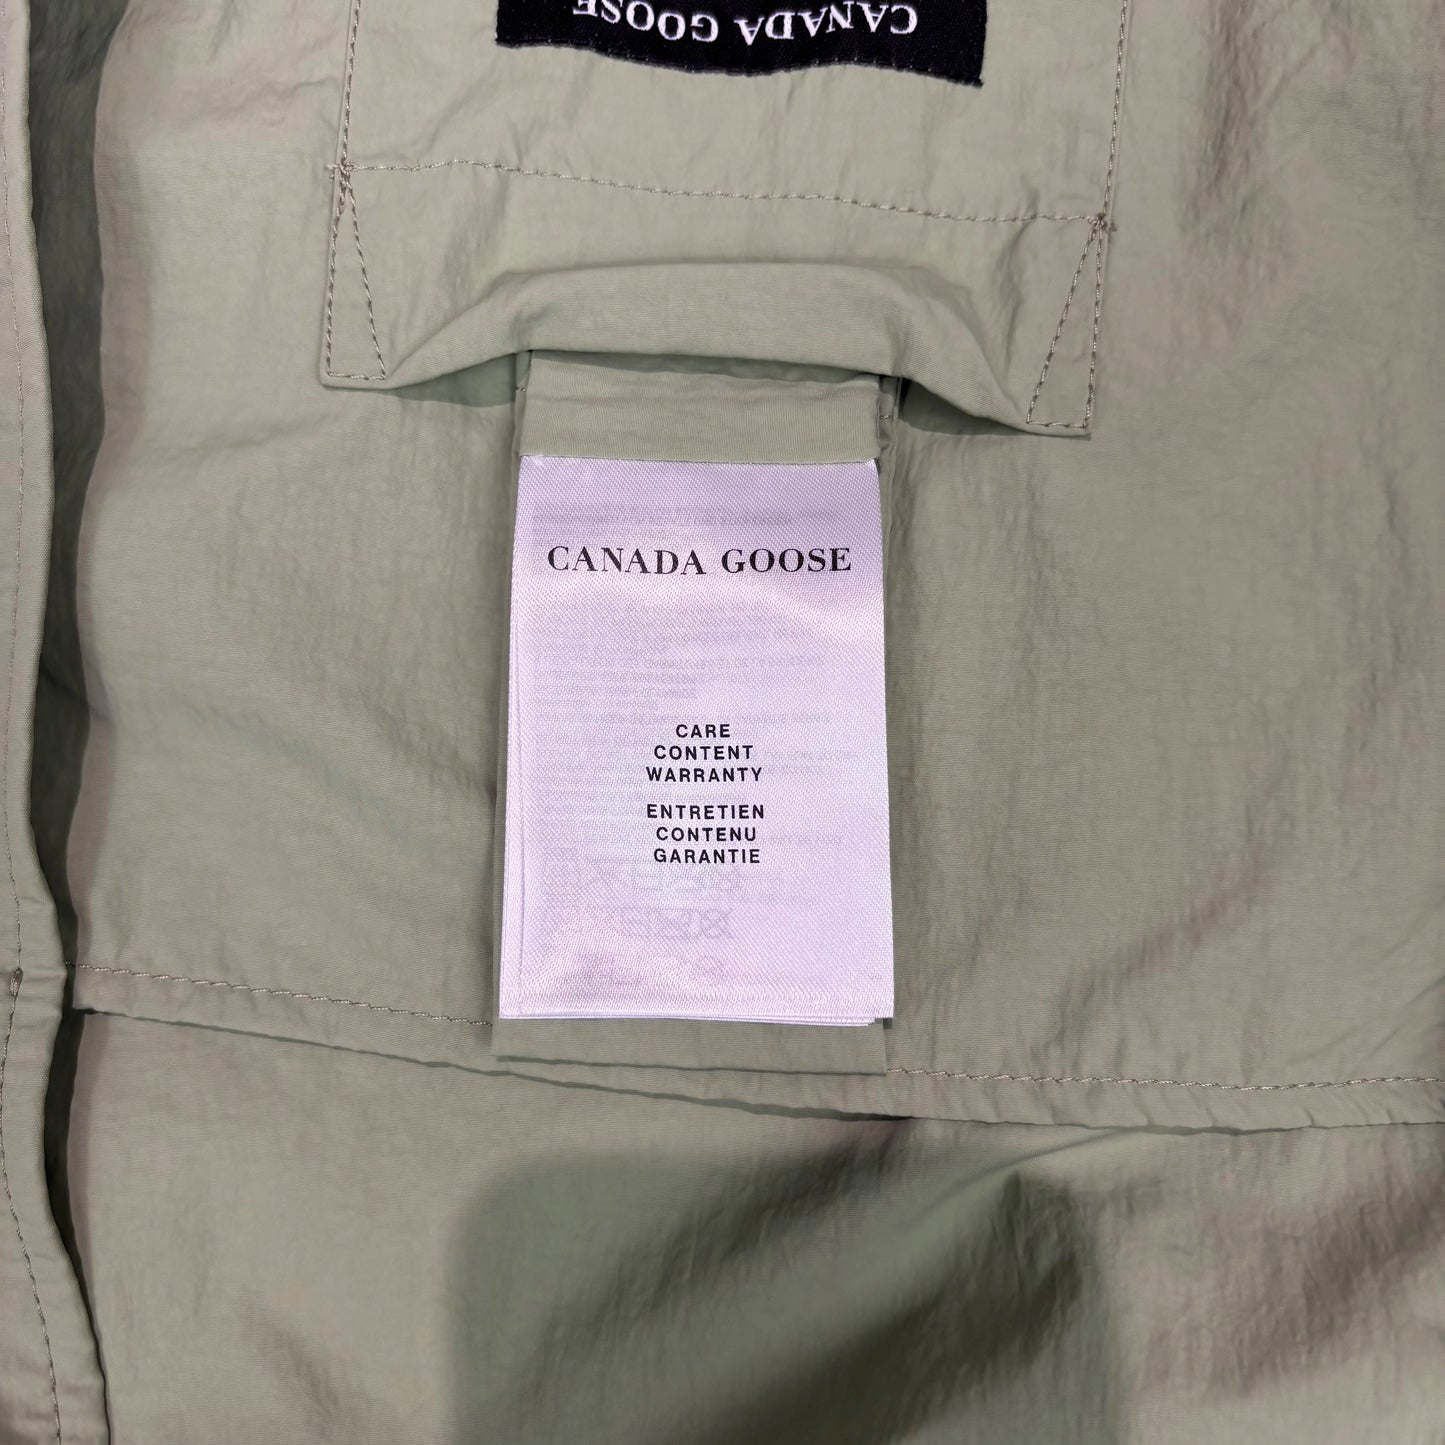 CANADA GOOSE
CANADA GOOSE
CARE
CONTENT
WARRANTY
ENTRETIEN
CONTENU
GARANTIE